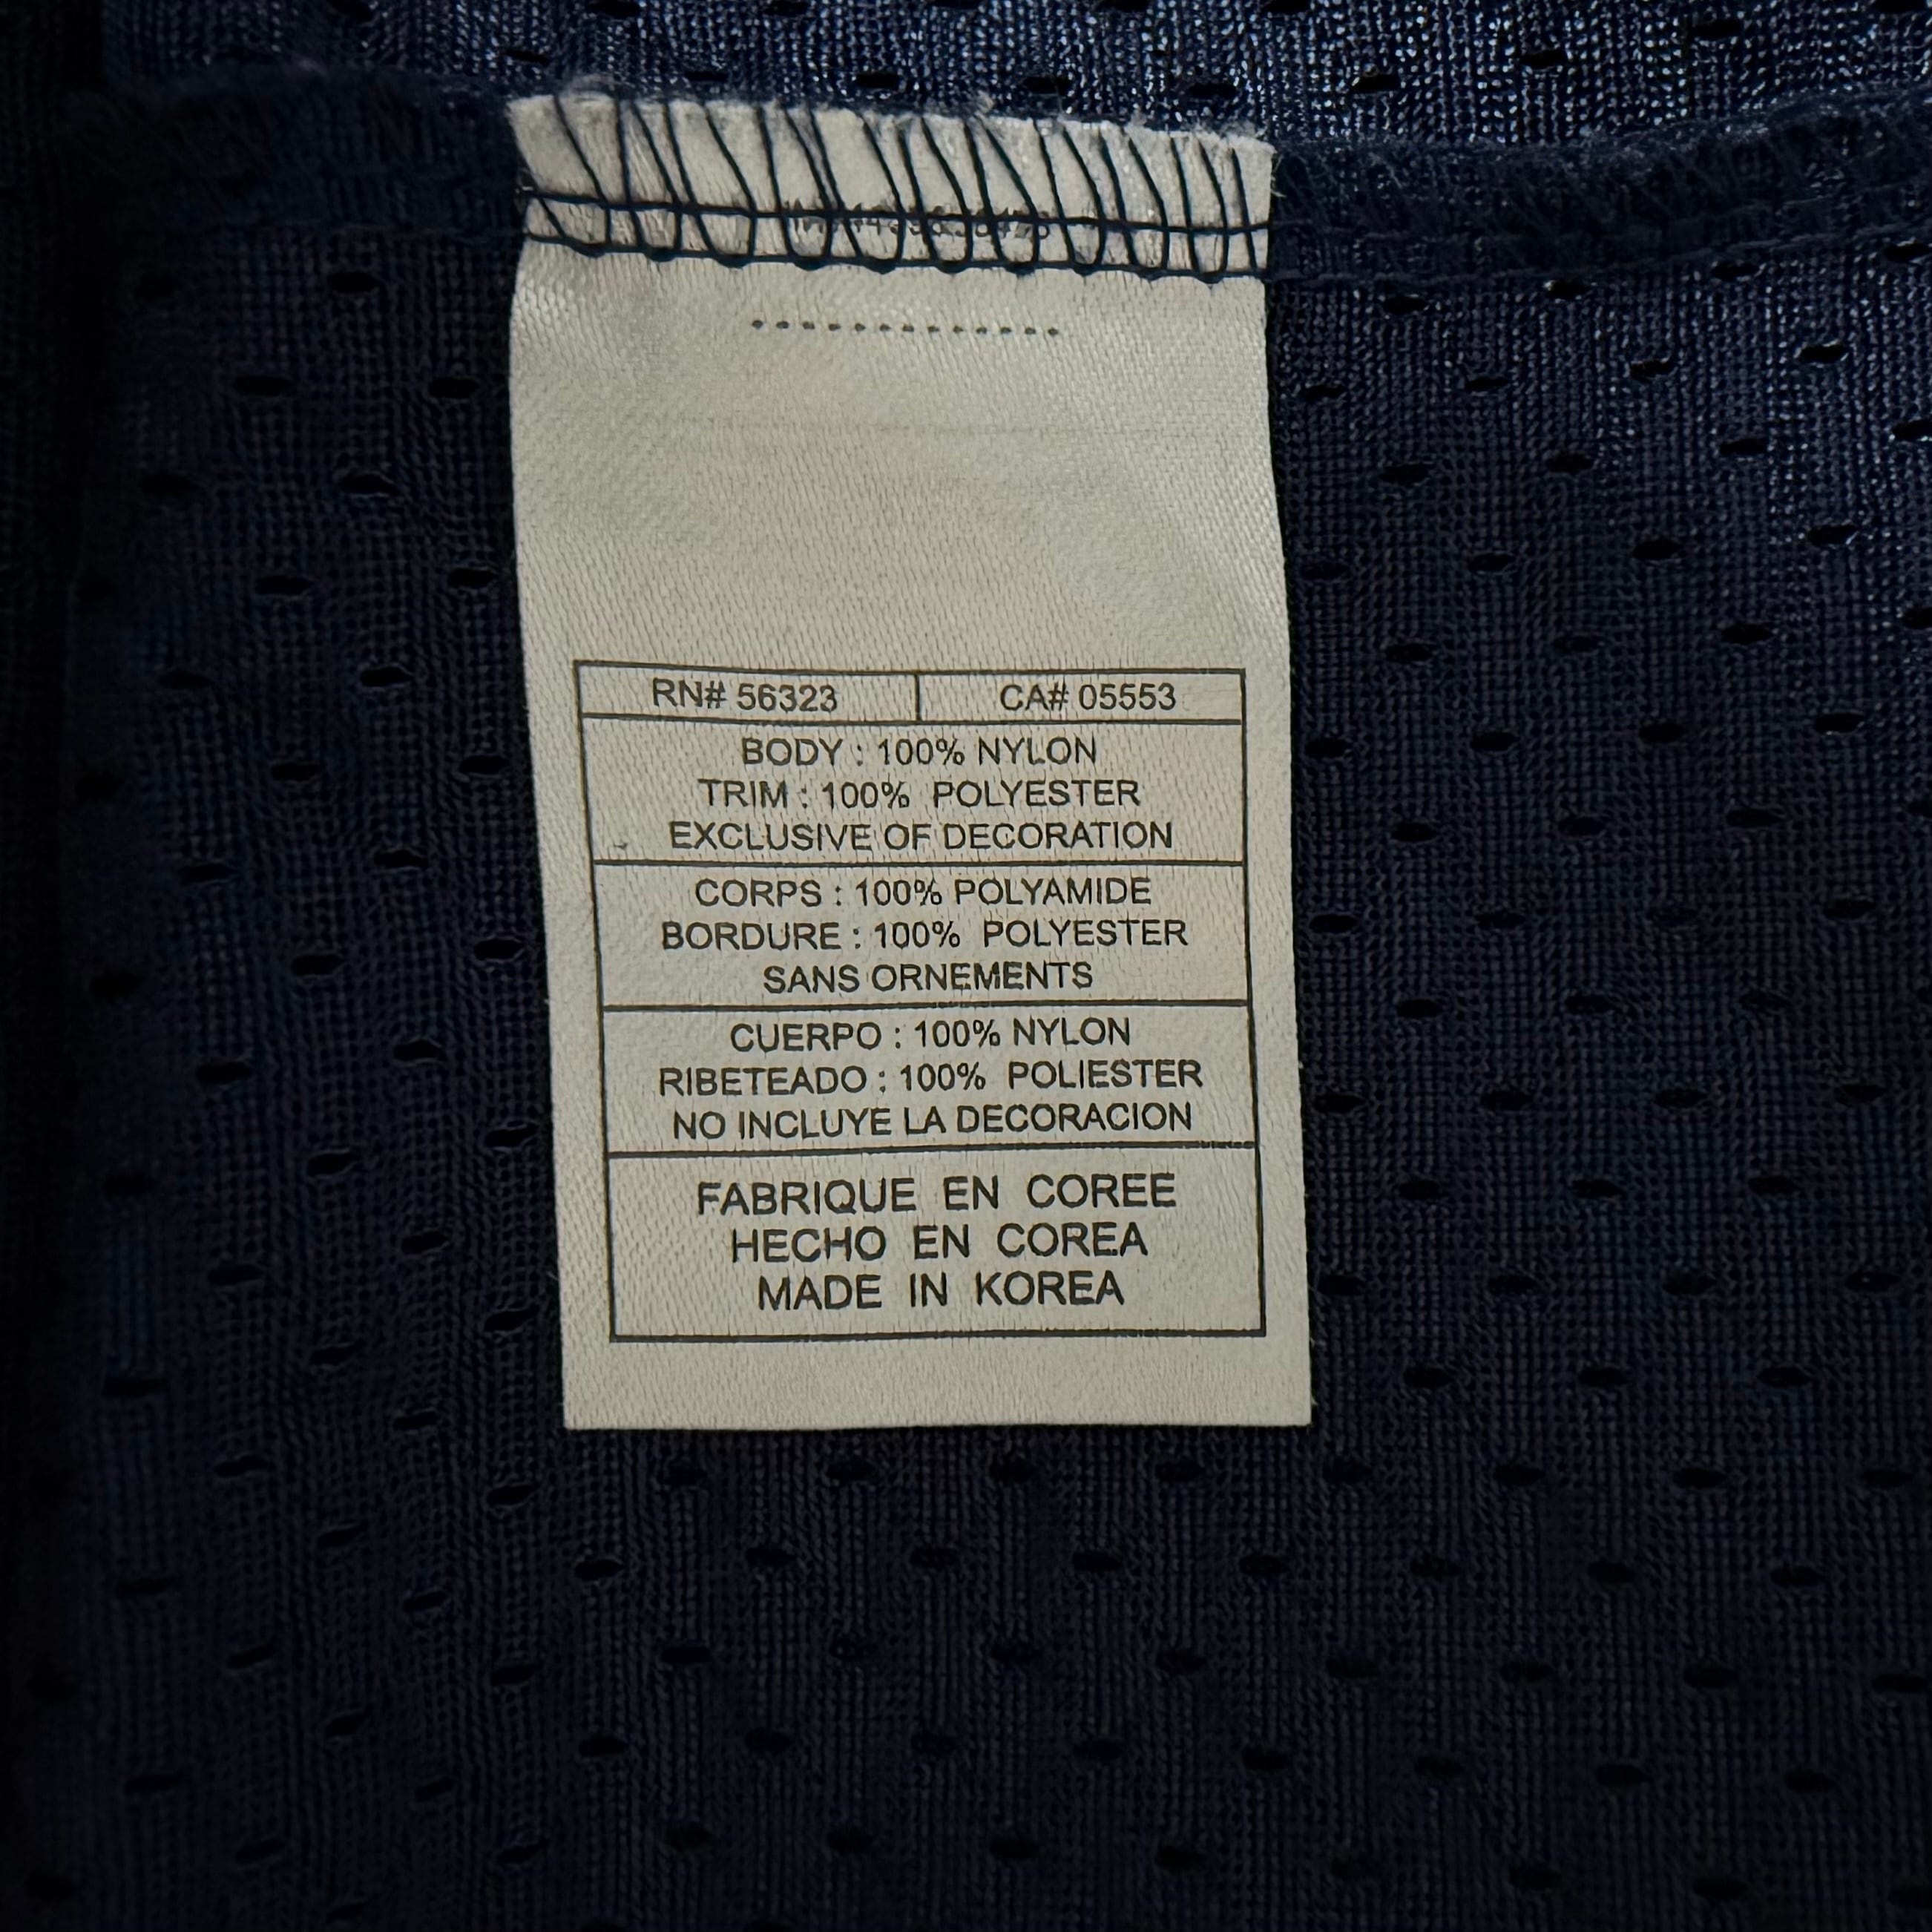 RN# 56323 CA# 05553
BODY : 100% NYLON
TRIM : 100% POLYESTER
EXCLUSIVE OF DECORATION
CORPS : 100% POLYAMIDE
BORDURE : 100% POLYESTER
SANS ORNEMENTS
CUERPO : 100% NYLON
RIBETEADO : 100% POLIESTER
NO INCLUYE LA DECORACION
FABRIQUE EN COREE
HECHO EN COREA
MADE IN KOREA